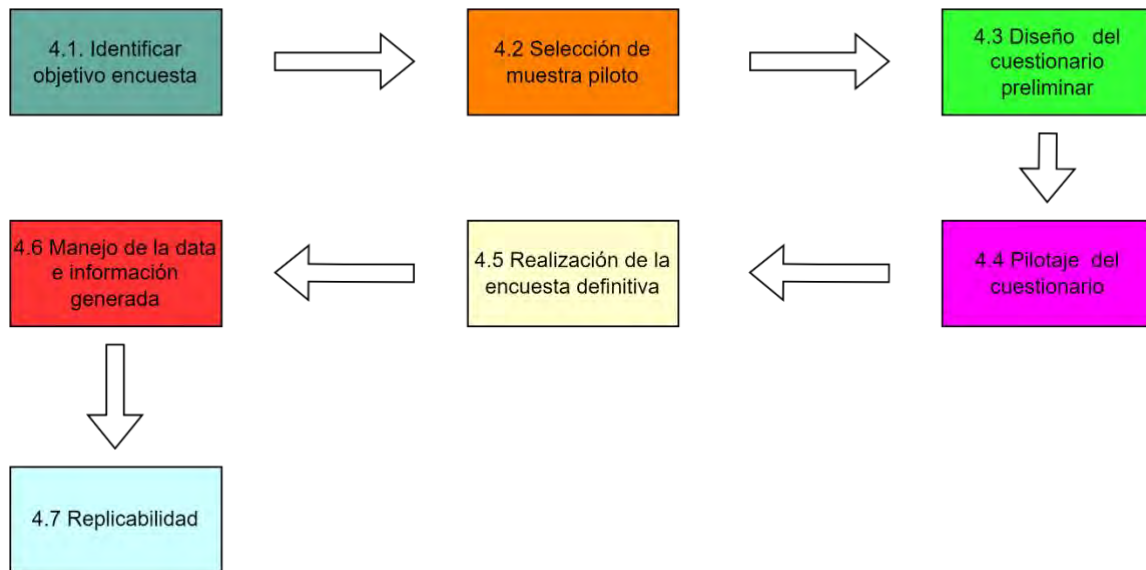 4.1. Identificar
objetivo encuesta
4.2 Selección de
muestra piloto
4.3 Diseño del
cuestionario
preliminar
4.4 Pilotaje del
cuestionario
4.5 Realización de la
encuesta definitiva
4.6 Manejo de la data
e información
generada
4.7 Replicabilidad